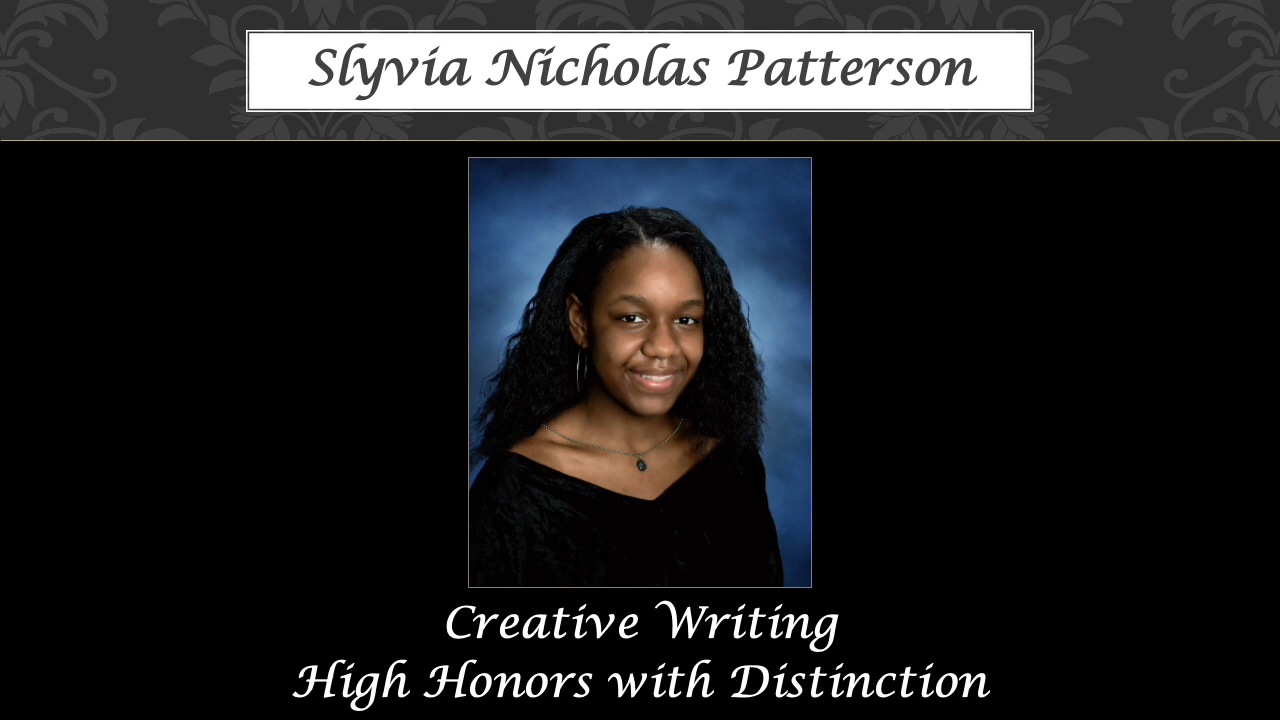 Slyvia Nicholas Patterson
Creative Writing
High Honors with Distinction